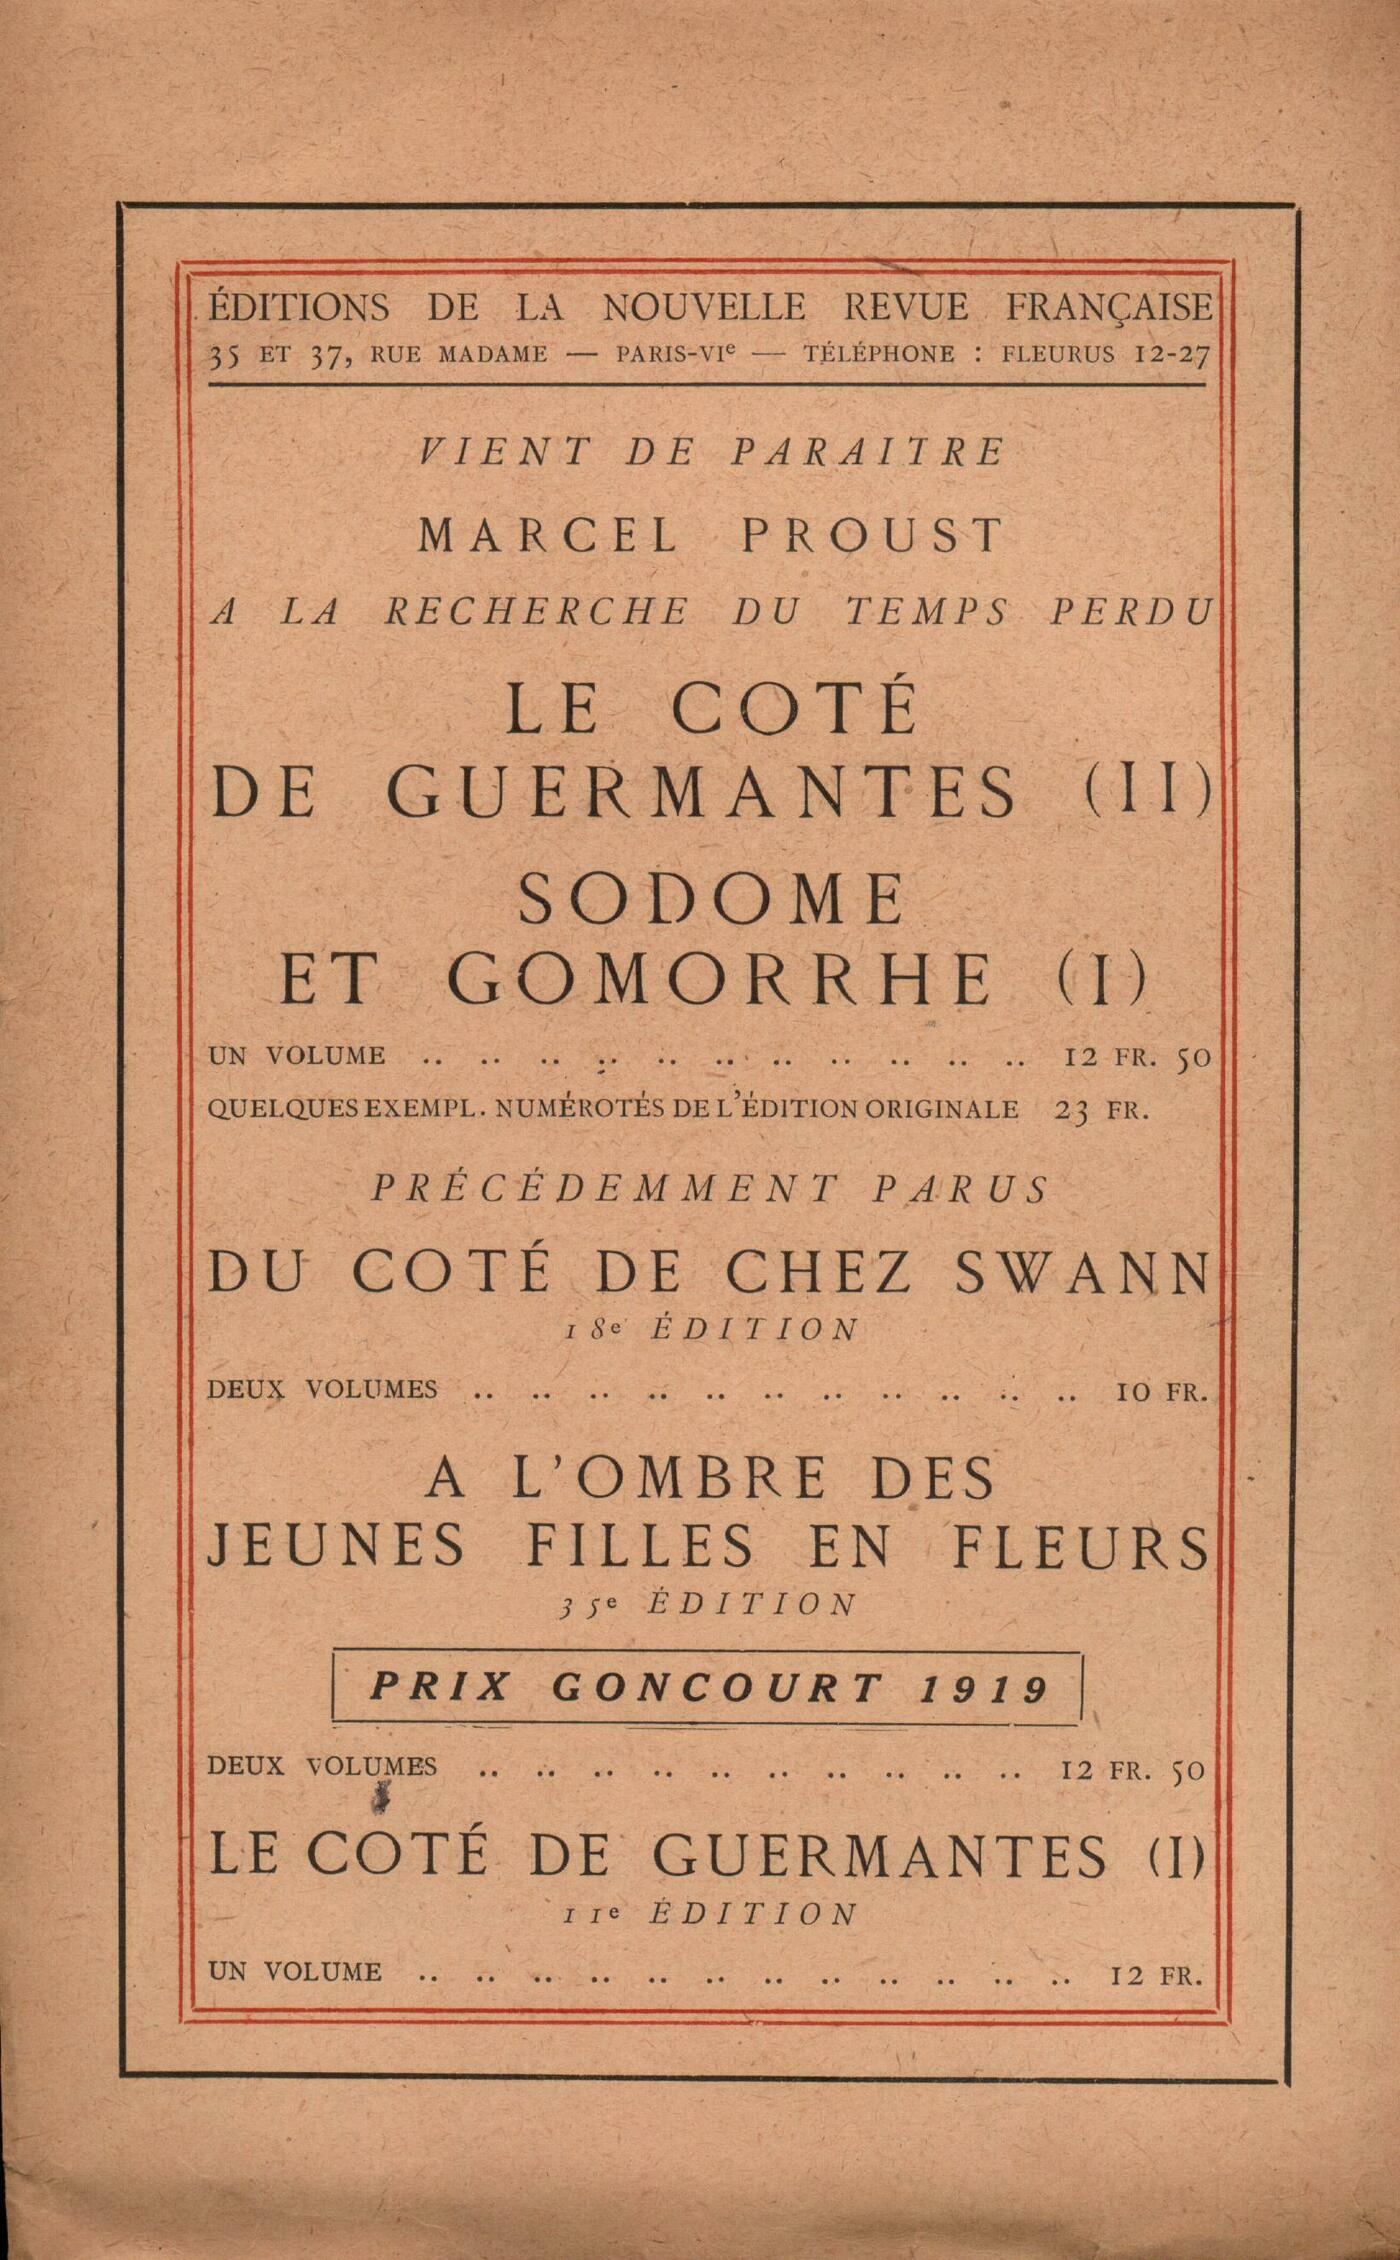 ÉDITIONS DE LA NOUVELLE REVUE FRANÇAISE
35 ET 37, RUE MADAME — PARIS-VIe — TÉLÉPHONE : FLEURUS 12-27
VIENT DE PARAITRE
MARCEL PROUST
A LA RECHERCHE DU TEMPS PERDU
LE COTÉ
DE GUERMANTES (II)
SODOME
ET GOMORRHE (I)
UN VOLUME .. .. .. .. .. .. .. .. .. .. .. 12 FR. 50
QUELQUES EXEMPL. NUMÉROTÉS DE L'ÉDITION ORIGINALE 23 FR.
PRÉCÉDEMMENT PARUS
DU COTÉ DE CHEZ SWANN
18e ÉDITION
DEUX VOLUMES .. .. .. .. .. .. .. .. .. .. .. 10 FR.
A L'OMBRE DES
JEUNES FILLES EN FLEURS
35e ÉDITION
PRIX GONCOURT 1919
DEUX VOLUMES .. .. .. .. .. .. .. .. .. .. 12 FR. 50
LE COTÉ DE GUERMANTES (I)
11e ÉDITION
UN VOLUME .. .. .. .. .. .. .. .. .. .. .. .. 12 FR.